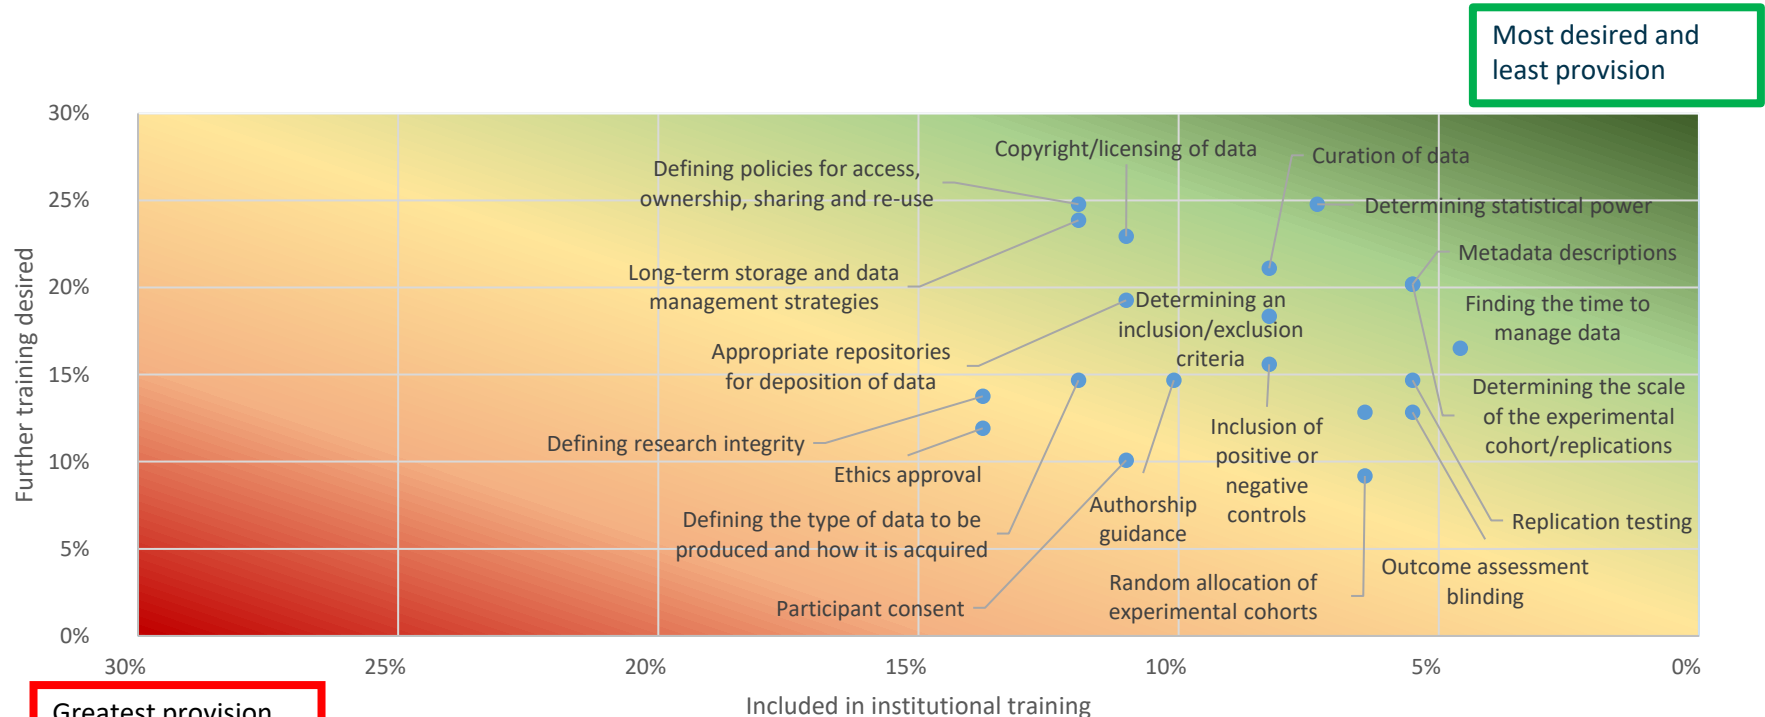 Most desired and
least provision
30%
25%
20%
15%
10%
5%
0%
Further training desired
Copyright/licensing of data
Curation of data
Defining policies for access,
ownership, sharing and re-use
Determining statistical power
Metadata descriptions
Long-term storage and data
management strategies
Determining an
inclusion/exclusion
criteria
Finding the time to
manage data
Appropriate repositories
for deposition of data
Determining the scale
of the experimental
cohort/replications
Inclusion of
positive or
negative
controls
Defining research integrity
Ethics approval
Authorship
guidance
Defining the type of data to be
produced and how it is acquired
Replication testing
Outcome assessment
blinding
Random allocation of
experimental cohorts
Participant consent
30%
25%
20%
15%
10%
5%
0%
Included in institutional training
Greatest provision